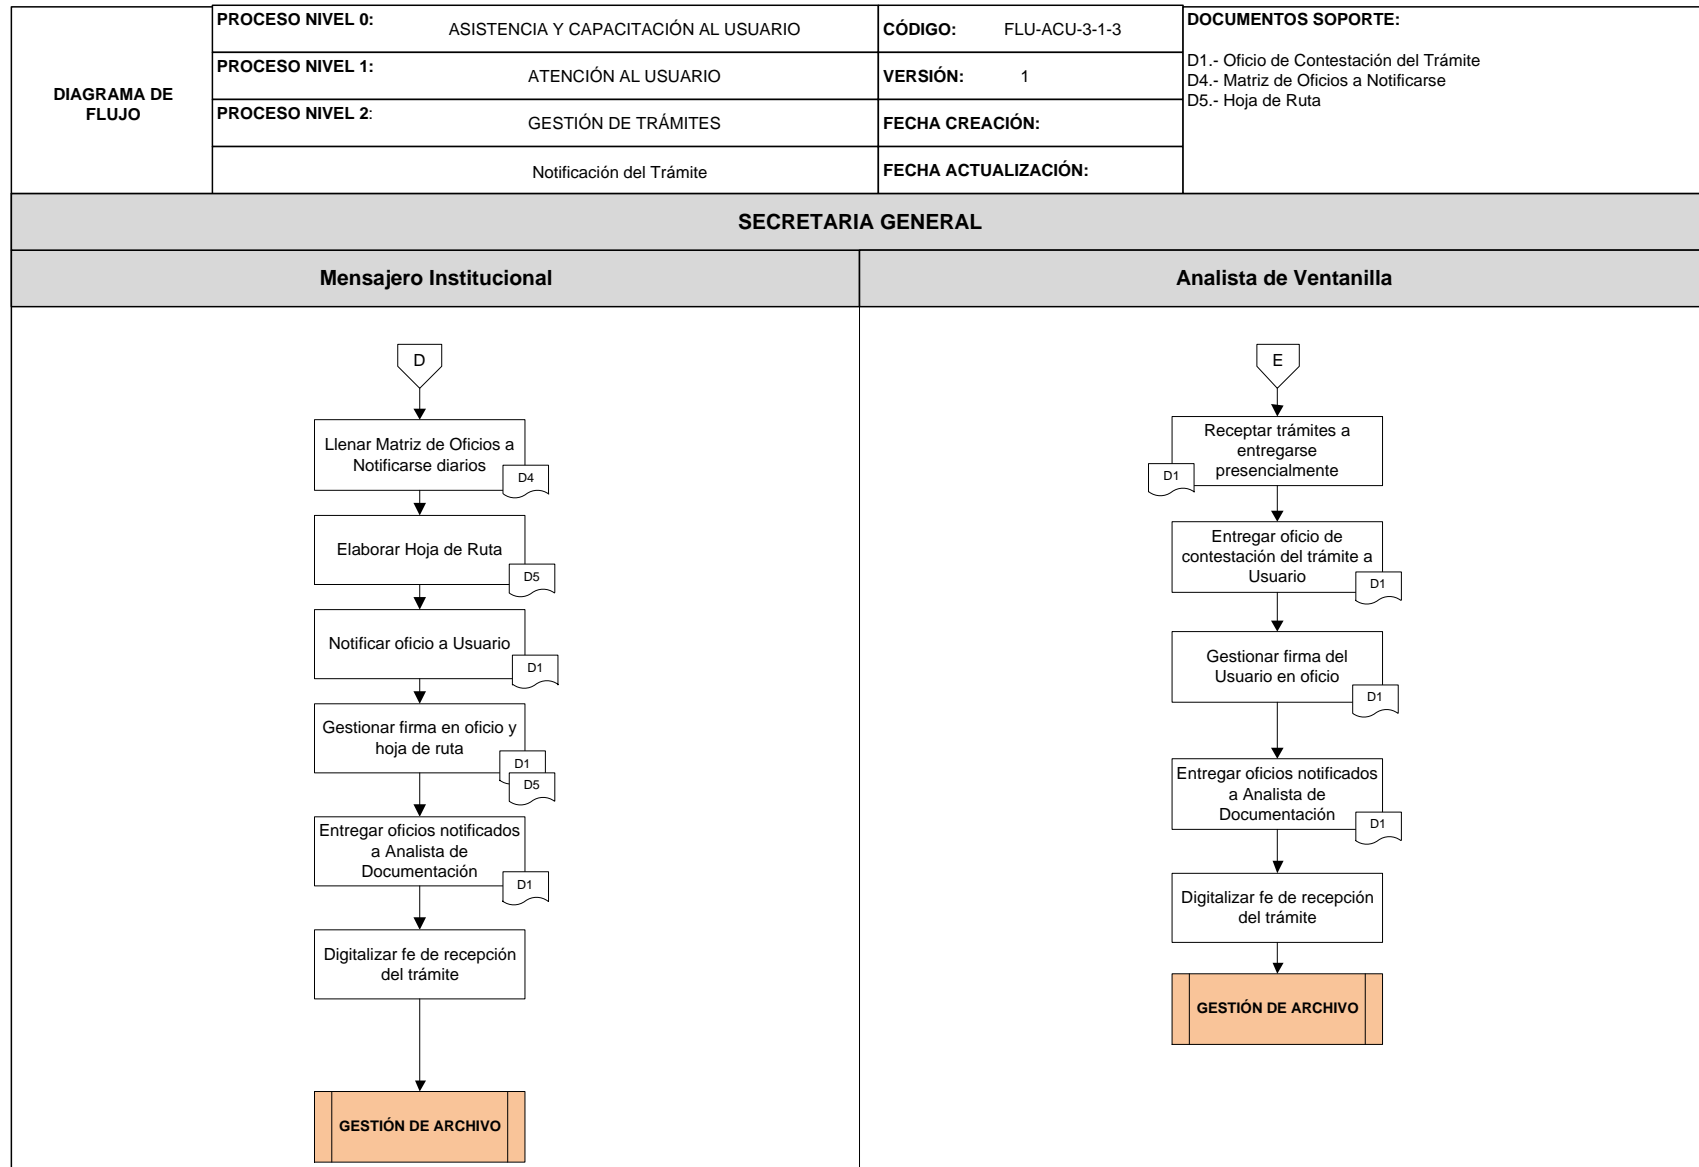 DIAGRAMA DE
FLUJO
PROCESO NIVEL 0:
ASISTENCIA Y CAPACITACIÓN AL USUARIO
CÓDIGO:
FLU-ACU-3-1-3
PROCESO NIVEL 1:
ATENCIÓN AL USUARIO
VERSIÓN:
1
PROCESO NIVEL 2:
GESTIÓN DE TRÁMITES
FECHA CREACIÓN:
Notificación del Trámite
FECHA ACTUALIZACIÓN:
DOCUMENTOS SOPORTE:
D1.- Oficio de Contestación del Trámite
D4.- Matriz de Oficios a Notificarse
D5.- Hoja de Ruta
SECRETARIA GENERAL
Mensajero Institucional
D
Llenar Matriz de Oficios a
Notificarse diarios
D4
Elaborar Hoja de Ruta
D5
Notificar oficio a Usuario
D1
Gestionar firma en oficio y
hoja de ruta
D1
D5
Entregar oficios notificados
a Analista de
Documentación
D1
Digitalizar fe de recepción
del trámite
GESTIÓN DE ARCHIVO
Analista de Ventanilla
E
Receptar trámites a
entregarse
presencialmente
D1
Entregar oficio de
contestación del trámite a
Usuario
D1
Gestionar firma del
Usuario en oficio
D1
Entregar oficios notificados
a Analista de
Documentación
D1
Digitalizar fe de recepción
del trámite
GESTIÓN DE ARCHIVO